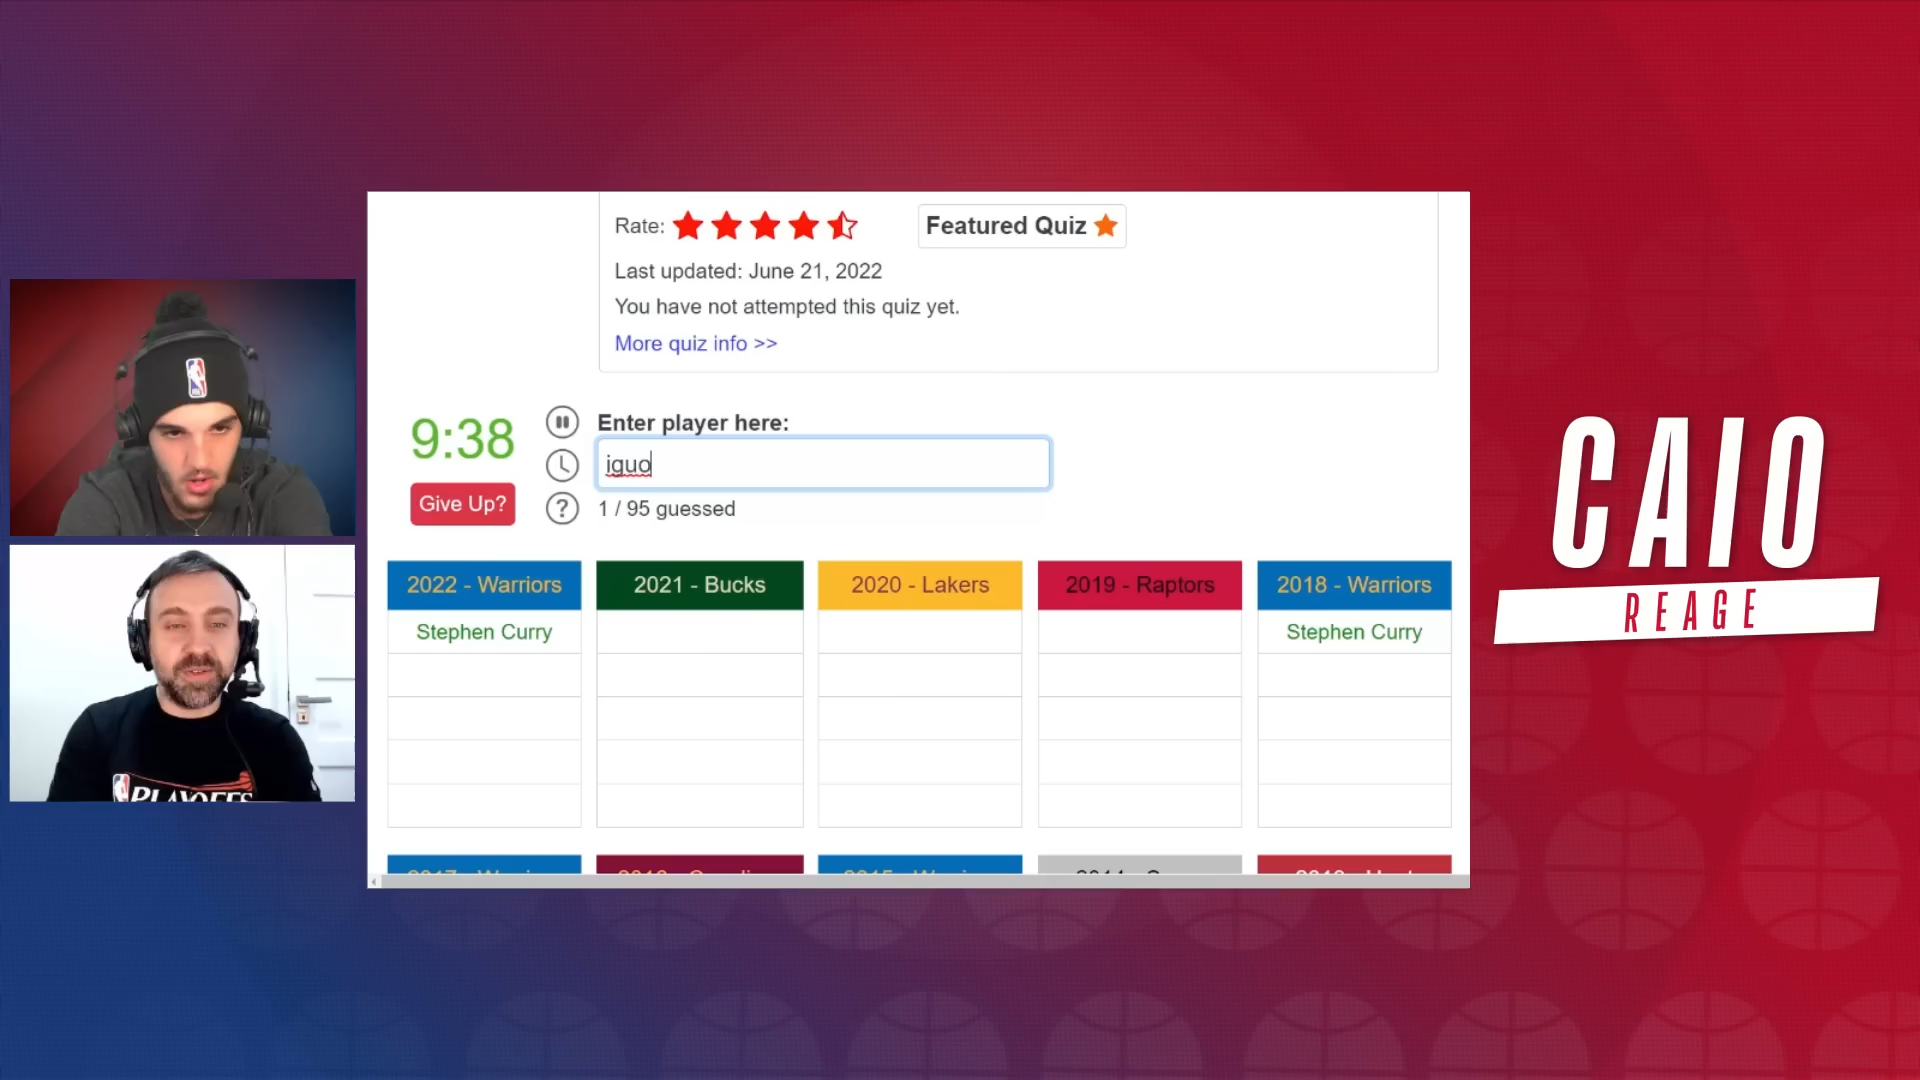 Rate:
Featured Quiz
Last updated: June 21, 2022
You have not attempted this quiz yet.
More quiz info >>
9:38
Enter player here:
iguo
Give Up?
?
1 / 95 guessed
2022 - Warriors
2021 - Bucks
2020 - Lakers
2019 - Raptors
2018 - Warriors
Stephen Curry
Stephen Curry
CAIO
REAGE
PLAYOFFS